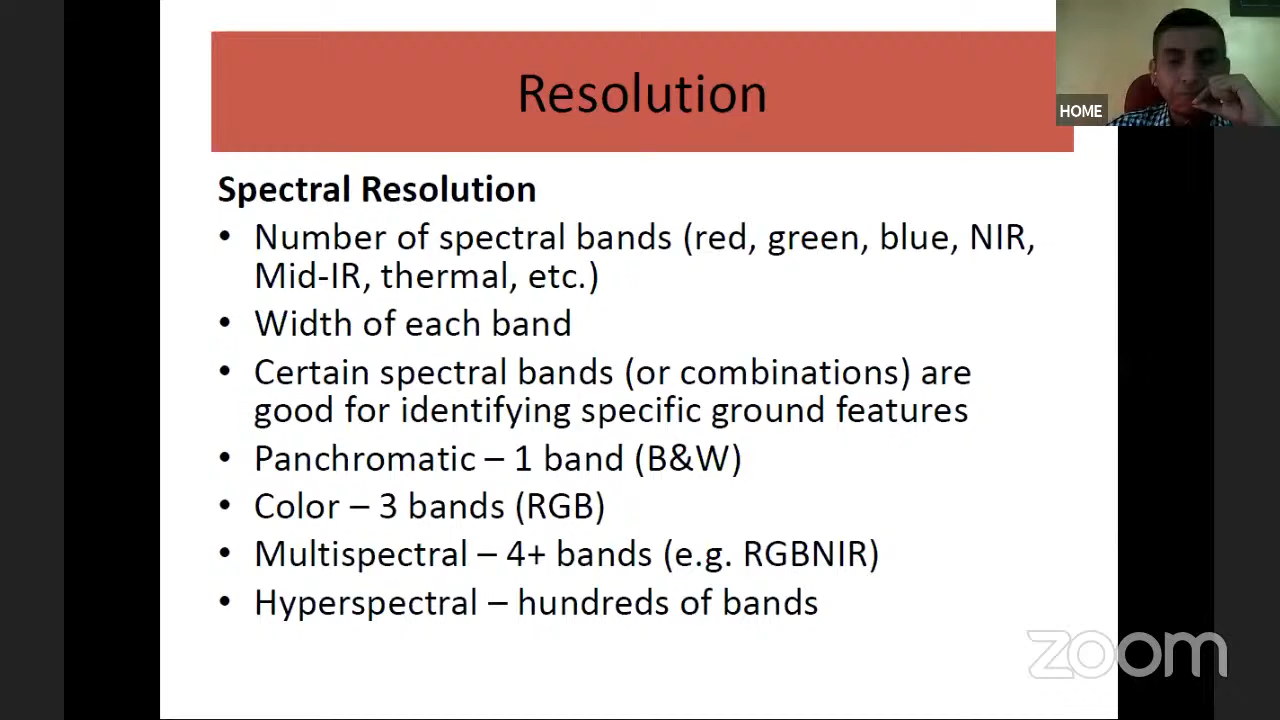 Resolution
HOME
Spectral Resolution
• Number of spectral bands (red, green, blue, NIR,
Mid-IR, thermal, etc.)
• Width of each band
• Certain spectral bands (or combinations) are
good for identifying specific ground features
• Panchromatic – 1 band (B&W)
• Color – 3 bands (RGB)
• Multispectral – 4+ bands (e.g. RGBNIR)
• Hyperspectral – hundreds of bands
zoom